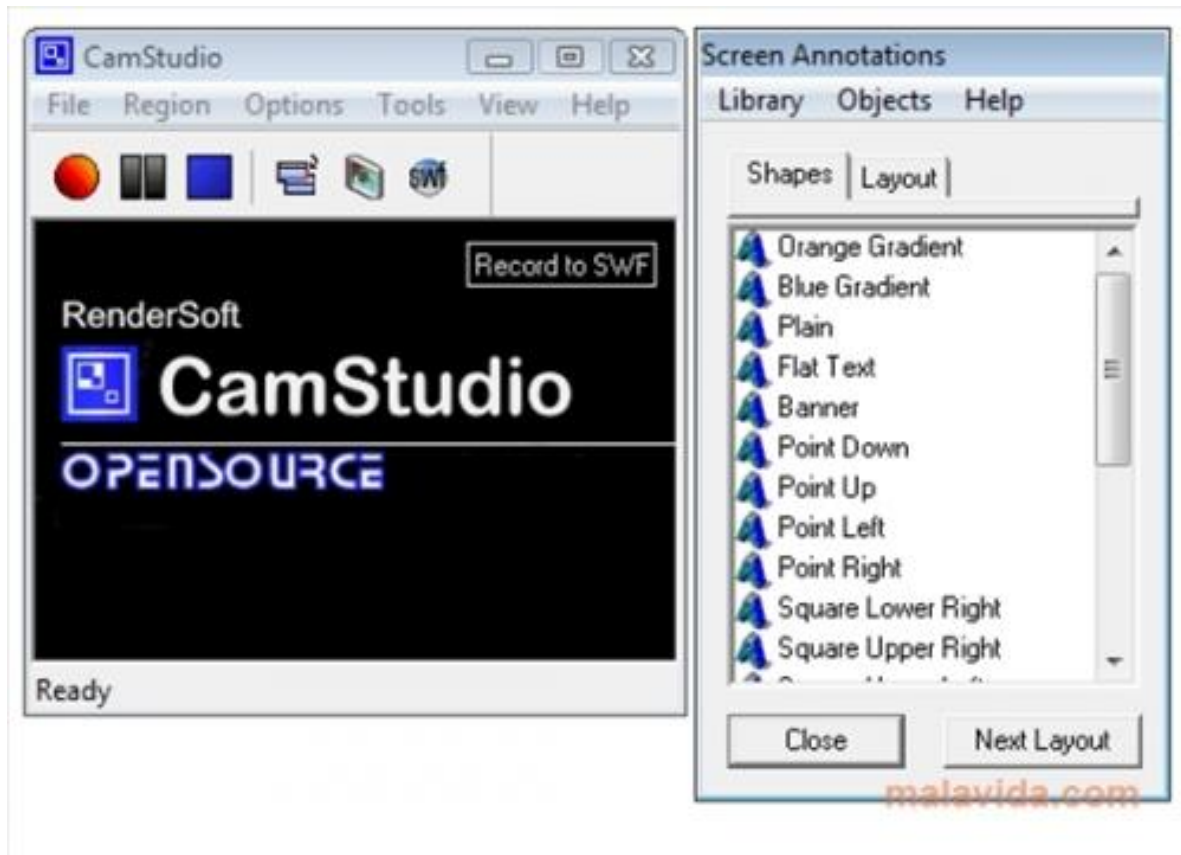 CamStudio
File Region Options Tools View Help
SWf
Record to SWF
RenderSoft
CamStudio
OPENSOURCE
Ready
Screen Annotations
Library Objects Help
Shapes Layout
Orange Gradient
Blue Gradient
Plain
Flat Text
Banner
Point Down
Point Up
Point Left
Point Right
Square Lower Right
Square Upper Right
Close Next Layout
malavida.com